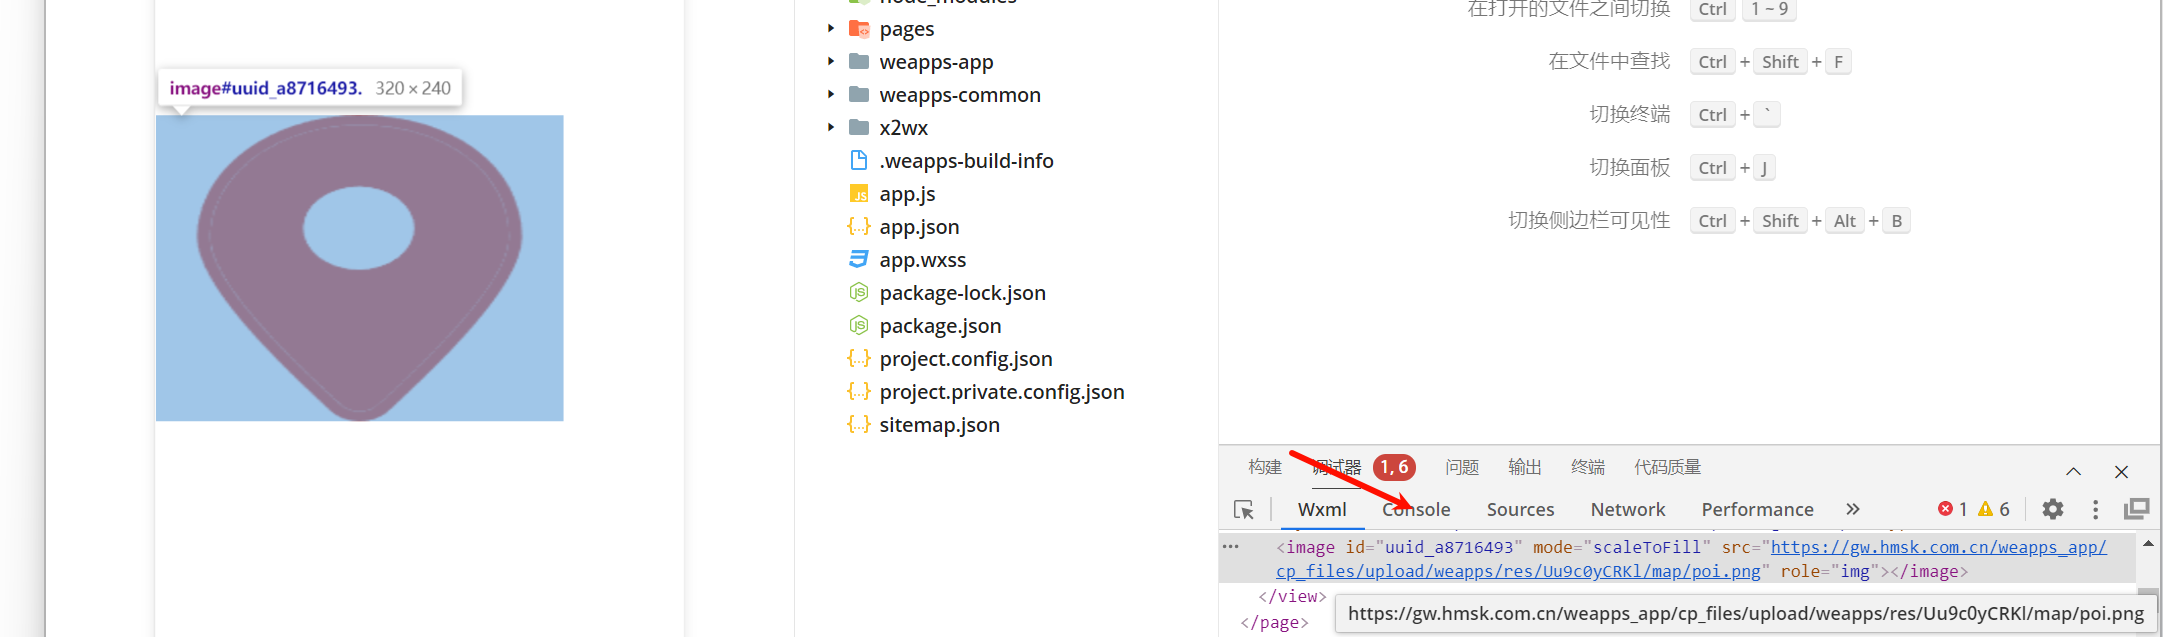 image#uuid_a8716493. 320 × 240
node_modules
pages
weapps-app
weapps-common
x2wx
.weapps-build-info
app.js
app.json
app.wxss
package-lock.json
package.json
project.config.json
project.private.config.json
sitemap.json
在打开的文件之间切换 Ctrl 1 ~ 9
在文件中查找 Ctrl + Shift + F
切换终端 Ctrl + `
切换面板 Ctrl + J
切换侧边栏可见性 Ctrl + Shift + Alt + B
构建 调试器 1, 6 问题 输出 终端 代码质量
Wxml Console Sources Network Performance » 1 6
<image id="uuid_a8716493" mode="scaleToFill" src="https://gw.hmsk.com.cn/weapps_app/
cp_files/upload/weapps/res/Uu9c0yCRKl/map/poi.png" role="img"></image>
</view>
</page>
https://gw.hmsk.com.cn/weapps_app/cp_files/upload/weapps/res/Uu9c0yCRKl/map/poi.png